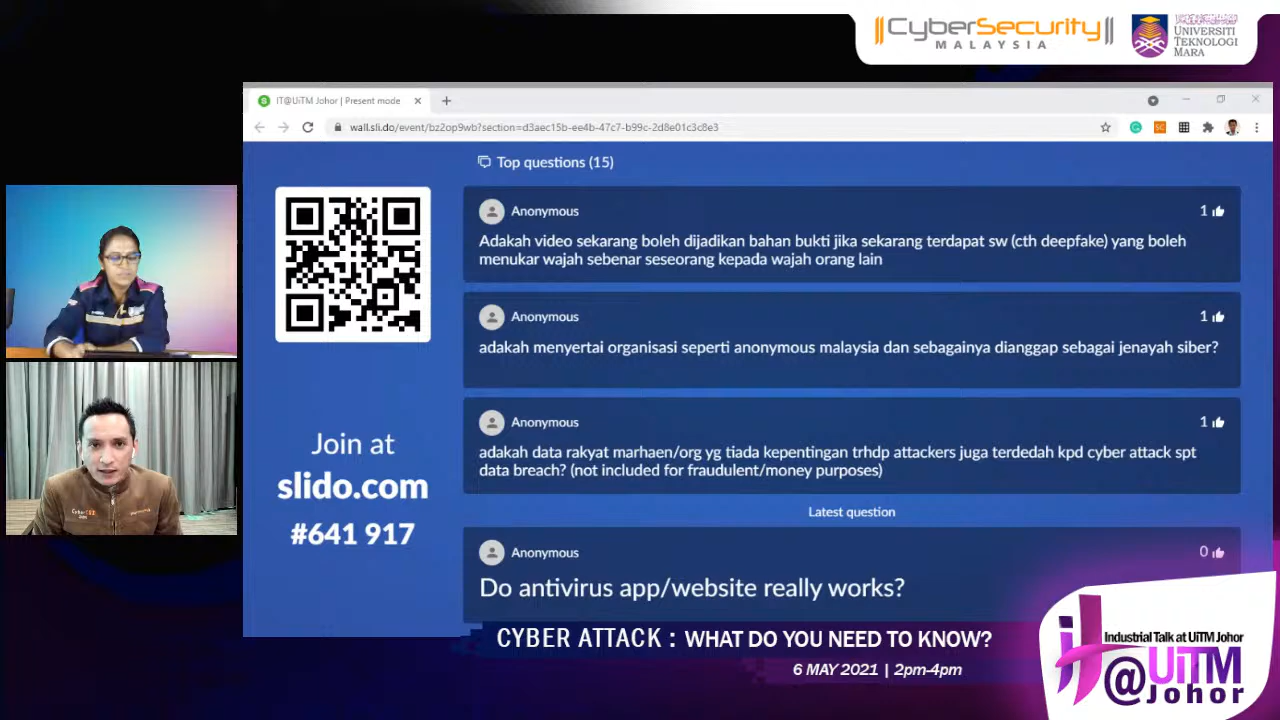 CyberSecurity
MALAYSIA
UNIVERSITI
TEKNOLOGI
MARA
IT@UiTM Johor | Present mode
wall.sli.do/event/bz2op9wb?section=d3aec15b-ee4b-47c7-b99c-2d8e01c3c8e3
Top questions (15)
Anonymous
1
Adakah video sekarang boleh dijadikan bahan bukti jika sekarang terdapat sw (cth deepfake) yang boleh
menukar wajah sebenar seseorang kepada wajah orang lain
Anonymous
1
adakah menyertai organisasi seperti anonymous malaysia dan sebagainya dianggap sebagai jenayah siber?
Anonymous
1
adakah data rakyat marhaen/org yg tiada kepentingan trhdp attackers juga terdedah kpd cyber attack spt
data breach? (not included for fraudulent/money purposes)
Latest question
Anonymous
0
Do antivirus app/website really works?
Join at
slido.com
#641 917
CYBER ATTACK : WHAT DO YOU NEED TO KNOW?
6 MAY 2021 | 2pm-4pm
it
Industrial Talk at UiTM Johor
@UiTM
Johor